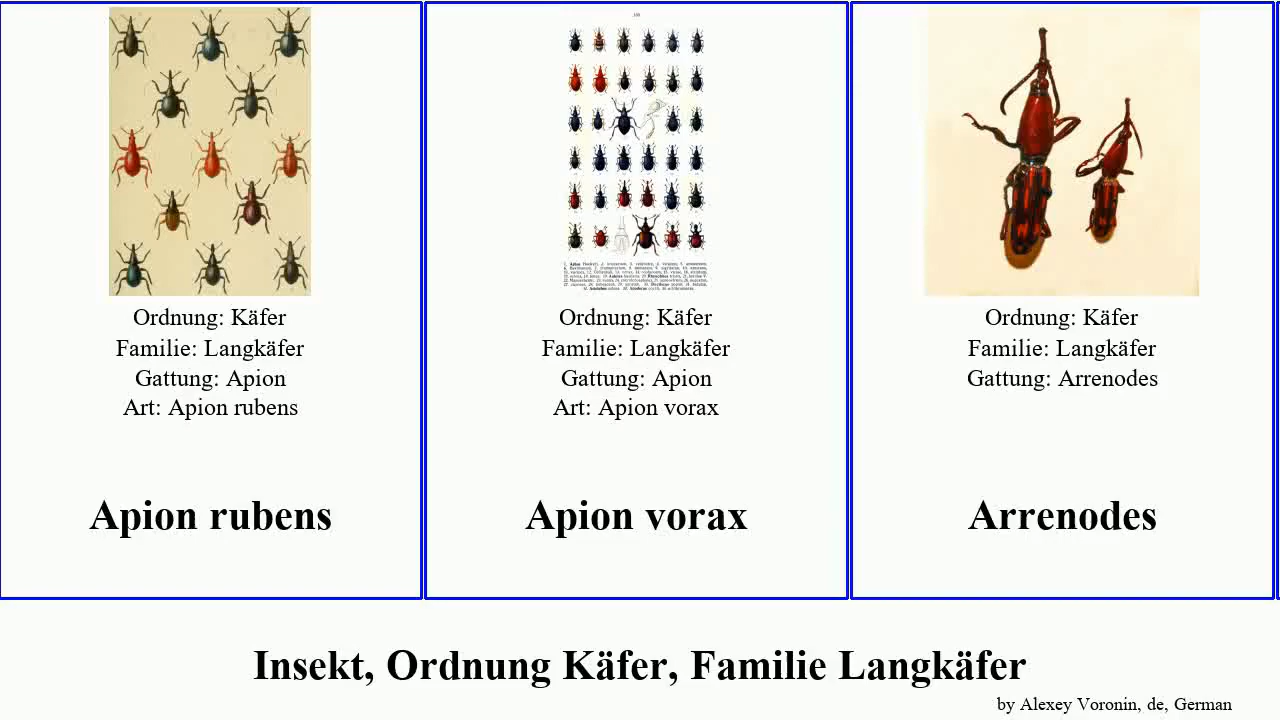 Ordnung: Käfer
Familie: Langkäfer
Gattung: Apion
Art: Apion rubens
Apion rubens
Ordnung: Käfer
Familie: Langkäfer
Gattung: Apion
Art: Apion vorax
Apion vorax
Ordnung: Käfer
Familie: Langkäfer
Gattung: Arrenodes
Arrenodes
Insekt, Ordnung Käfer, Familie Langkäfer
by Alexey Voronin, de, German